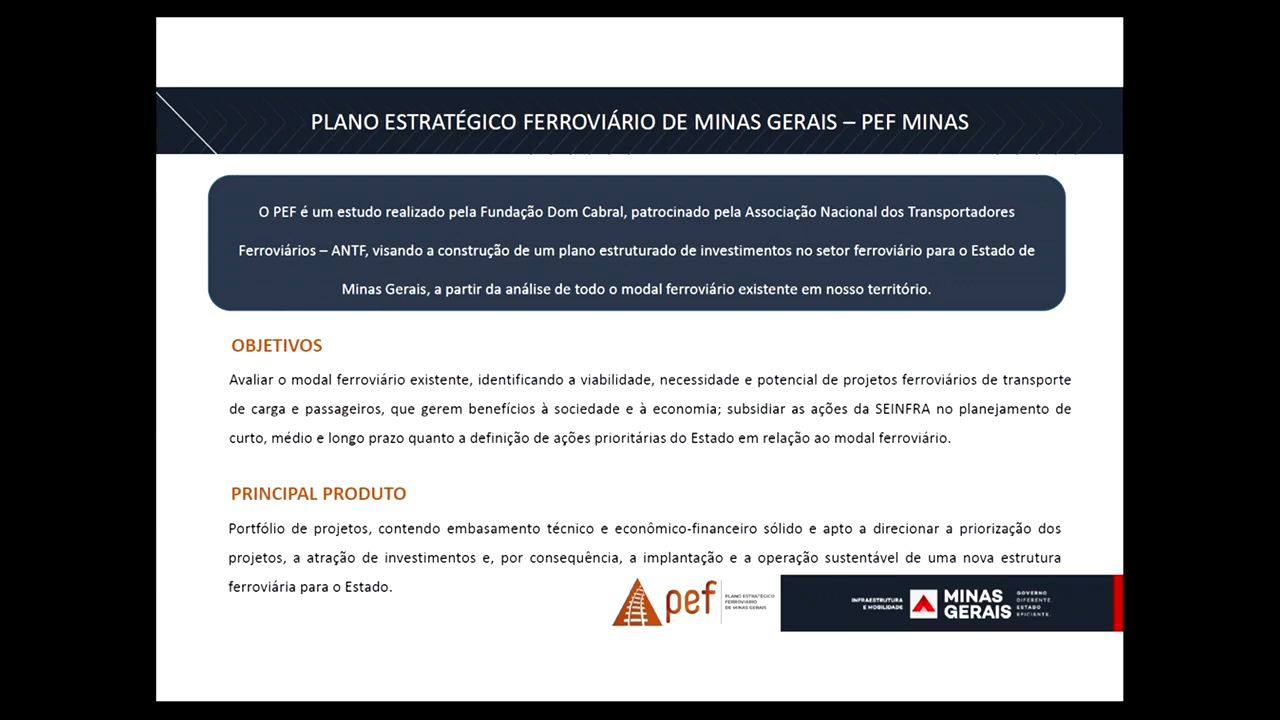 PLANO ESTRATÉGICO FERROVIÁRIO DE MINAS GERAIS – PEF MINAS
O PEF é um estudo realizado pela Fundação Dom Cabral, patrocinado pela Associação Nacional dos Transportadores
Ferroviários – ANTF, visando a construção de um plano estruturado de investimentos no setor ferroviário para o Estado de
Minas Gerais, a partir da análise de todo o modal ferroviário existente em nosso território.
OBJETIVOS
Avaliar o modal ferroviário existente, identificando a viabilidade, necessidade e potencial de projetos ferroviários de transporte
de carga e passageiros, que gerem benefícios à sociedade e à economia; subsidiar as ações da SEINFRA no planejamento de
curto, médio e longo prazo quanto a definição de ações prioritárias do Estado em relação ao modal ferroviário.
PRINCIPAL PRODUTO
Portfólio de projetos, contendo embasamento técnico e econômico-financeiro sólido e apto a direcionar a priorização dos
projetos, a atração de investimentos e, por consequência, a implantação e a operação sustentável de uma nova estrutura
ferroviária para o Estado.
pef
PLANO ESTRATÉGICO
FERROVIÁRIO
DE MINAS GERAIS
INFRAESTRUTURA
E MOBILIDADE
MINAS
GERAIS
GOVERNO
DIFERENTE.
ESTADO
EFICIENTE.